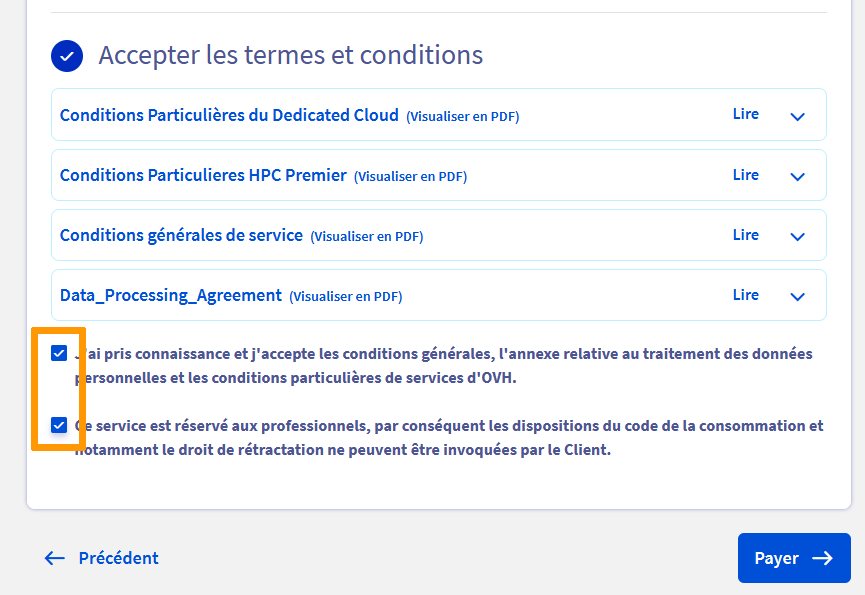 Accepter les termes et conditions
Conditions Particulières du Dedicated Cloud (Visualiser en PDF) Lire
Conditions Particulieres HPC Premier (Visualiser en PDF) Lire
Conditions générales de service (Visualiser en PDF) Lire
Data_Processing_Agreement (Visualiser en PDF) Lire
J'ai pris connaissance et j'accepte les conditions générales, l'annexe relative au traitement des données
personnelles et les conditions particulières de services d'OVH.
Ce service est réservé aux professionnels, par conséquent les dispositions du code de la consommation et
notamment le droit de rétractation ne peuvent être invoquées par le Client.
Précédent Payer